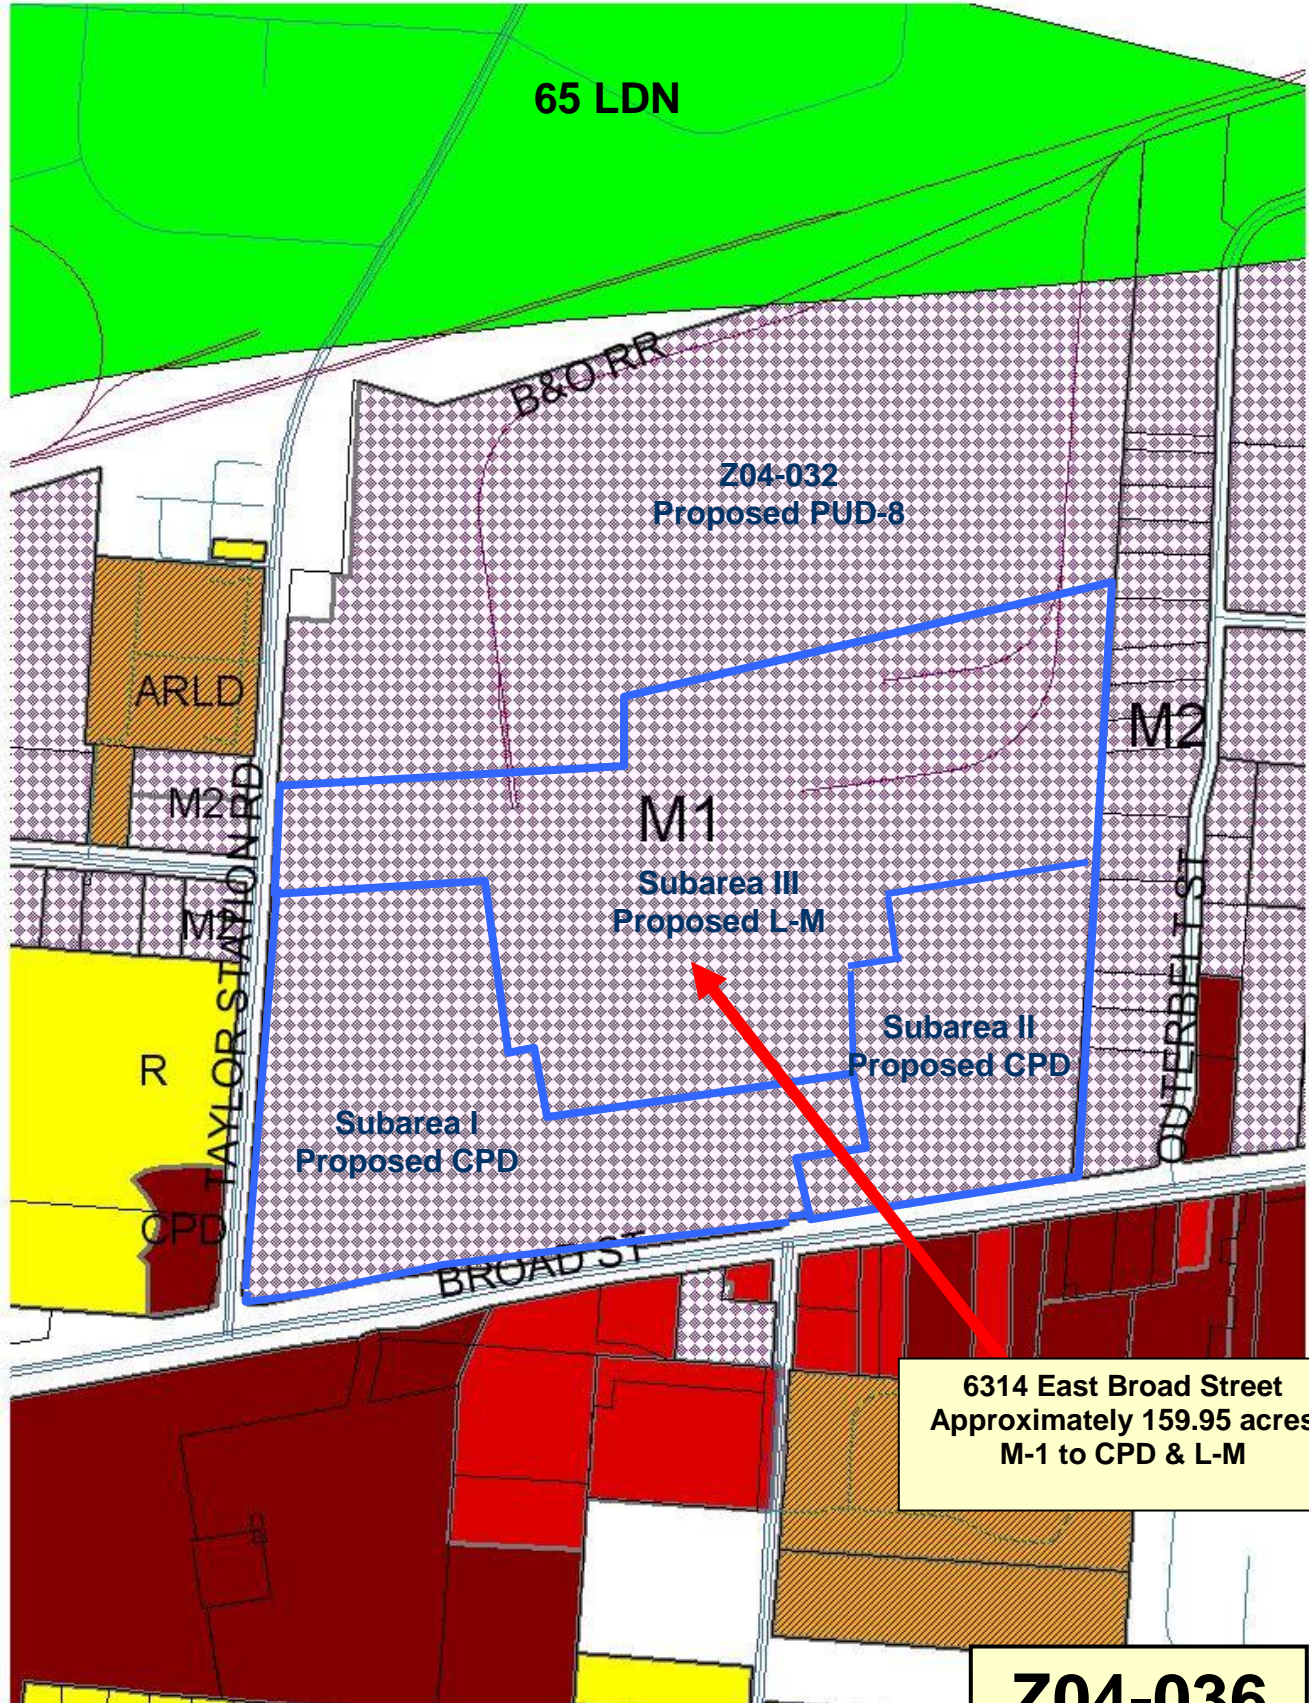 65 LDN
B&O RR
Z04-032
Proposed PUD-8
ARLD
M2
M2
M1
TAYLOR STATION RD
Subarea III
Proposed L-M
M2
OUTERBELT ST
R
Subarea II
Proposed CPD
Subarea I
Proposed CPD
CPD
BROAD ST
6314 East Broad Street
Approximately 159.95 acres
M-1 to CPD & L-M
Z04-036